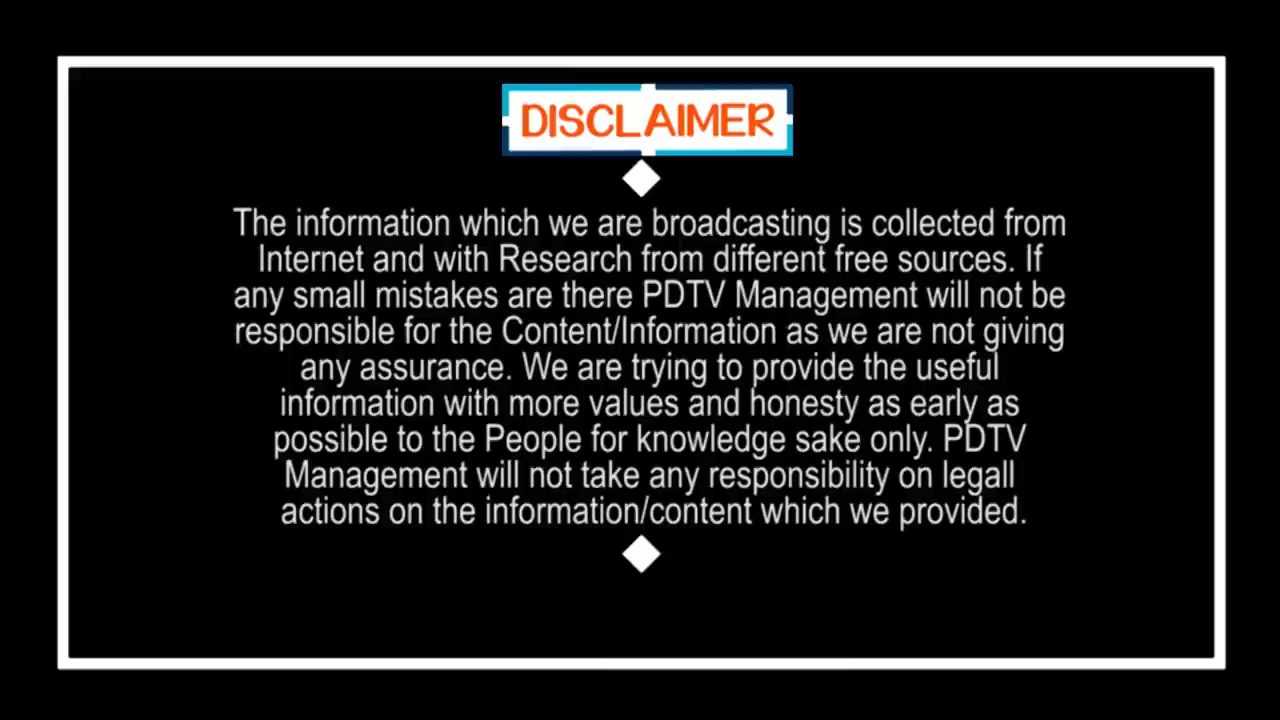 DISCLAIMER
The information which we are broadcasting is collected from
Internet and with Research from different free sources. If
any small mistakes are there PDTV Management will not be
responsible for the Content/Information as we are not giving
any assurance. We are trying to provide the useful
information with more values and honesty as early as
possible to the People for knowledge sake only. PDTV
Management will not take any responsibility on legall
actions on the information/content which we provided.